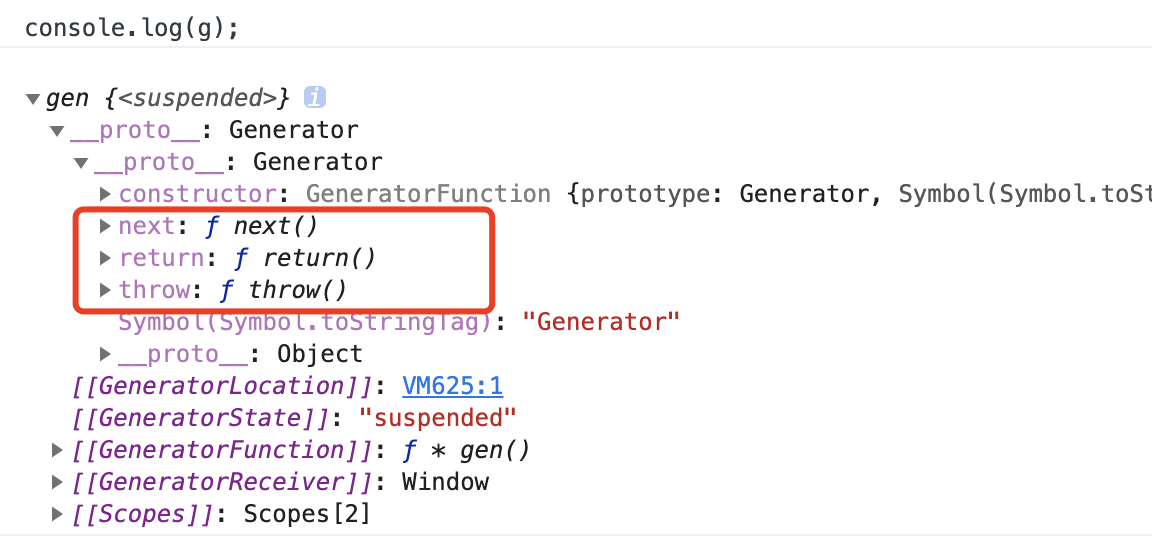 console.log(g);
▼gen {<suspended>} i
▼__proto__: Generator
▼__proto__: Generator
▶constructor: GeneratorFunction {prototype: Generator, Symbol(Symbol.toSt
▶next: ƒ next()
▶return: ƒ return()
▶throw: ƒ throw()
Symbol(Symbol.toStringTag): "Generator"
▶__proto__: Object
[[GeneratorLocation]]: VM625:1
[[GeneratorState]]: "suspended"
▶[[GeneratorFunction]]: ƒ * gen()
▶[[GeneratorReceiver]]: Window
▶[[Scopes]]: Scopes[2]